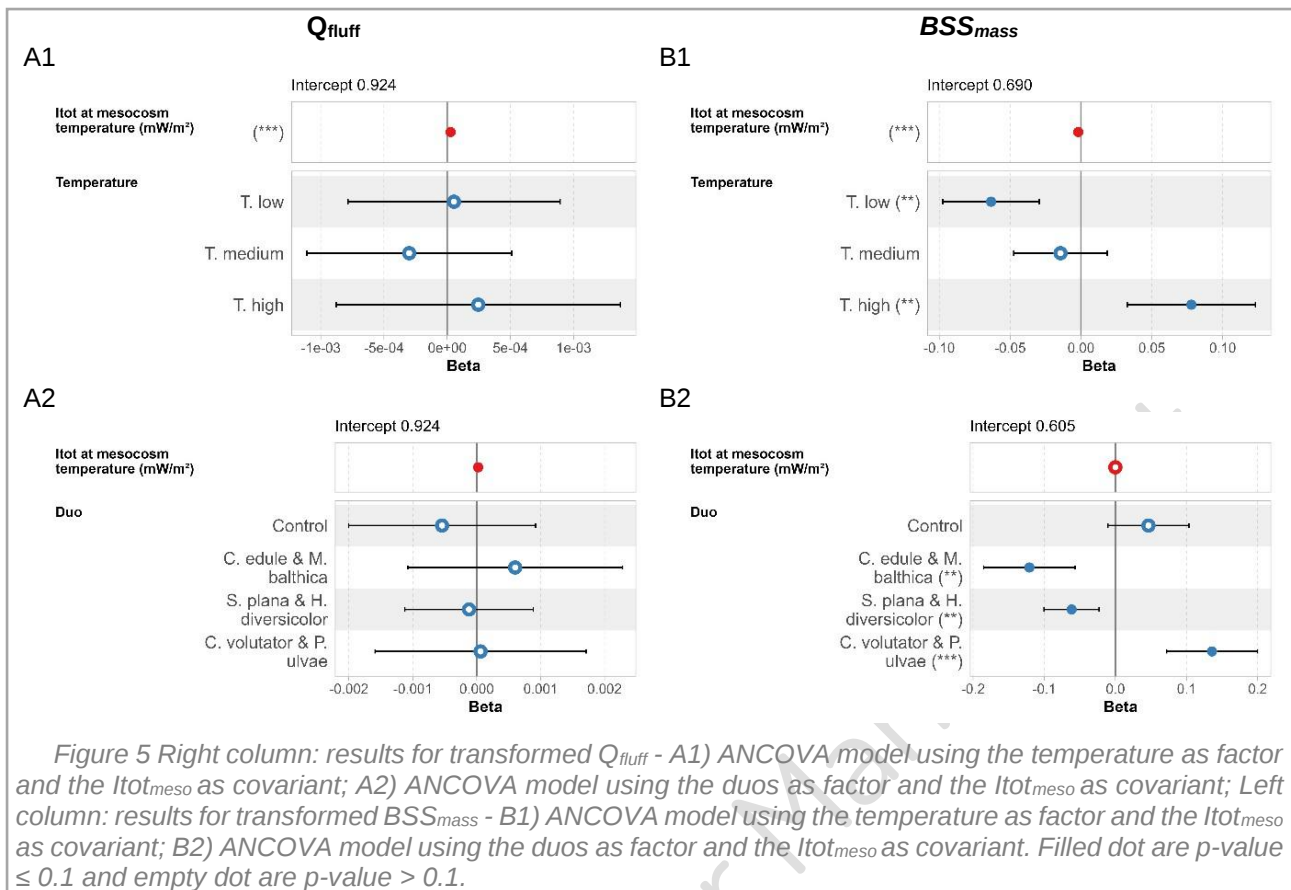 Qfluff
BSSmass
A1
Intercept 0.924
Itot at mesocosm
temperature (mW/m²)
(***)
Temperature
T. low
T. medium
T. high
-1e-03 -5e-04 0e+00 5e-04 1e-03
Beta
B1
Intercept 0.690
Itot at mesocosm
temperature (mW/m²)
(***)
Temperature
T. low (**)
T. medium
T. high (**)
-0.10 -0.05 0.00 0.05 0.10
Beta
A2
Intercept 0.924
Itot at mesocosm
temperature (mW/m²)
Duo
Control
C. edule & M.
balthica
S. plana & H.
diversicolor
C. volutator & P.
ulvae
-0.002 -0.001 0.000 0.001 0.002
Beta
B2
Intercept 0.605
Itot at mesocosm
temperature (mW/m²)
Duo
Control
C. edule & M.
balthica (**)
S. plana & H.
diversicolor (**)
C. volutator & P.
ulvae (***)
-0.2 -0.1 0.0 0.1 0.2
Beta
Figure 5 Right column: results for transformed Qfluff - A1) ANCOVA model using the temperature as factor
and the Itotmeso as covariant; A2) ANCOVA model using the duos as factor and the Itotmeso as covariant; Left
column: results for transformed BSSmass - B1) ANCOVA model using the temperature as factor and the Itotmeso
as covariant; B2) ANCOVA model using the duos as factor and the Itotmeso as covariant. Filled dot are p-value
≤ 0.1 and empty dot are p-value > 0.1.